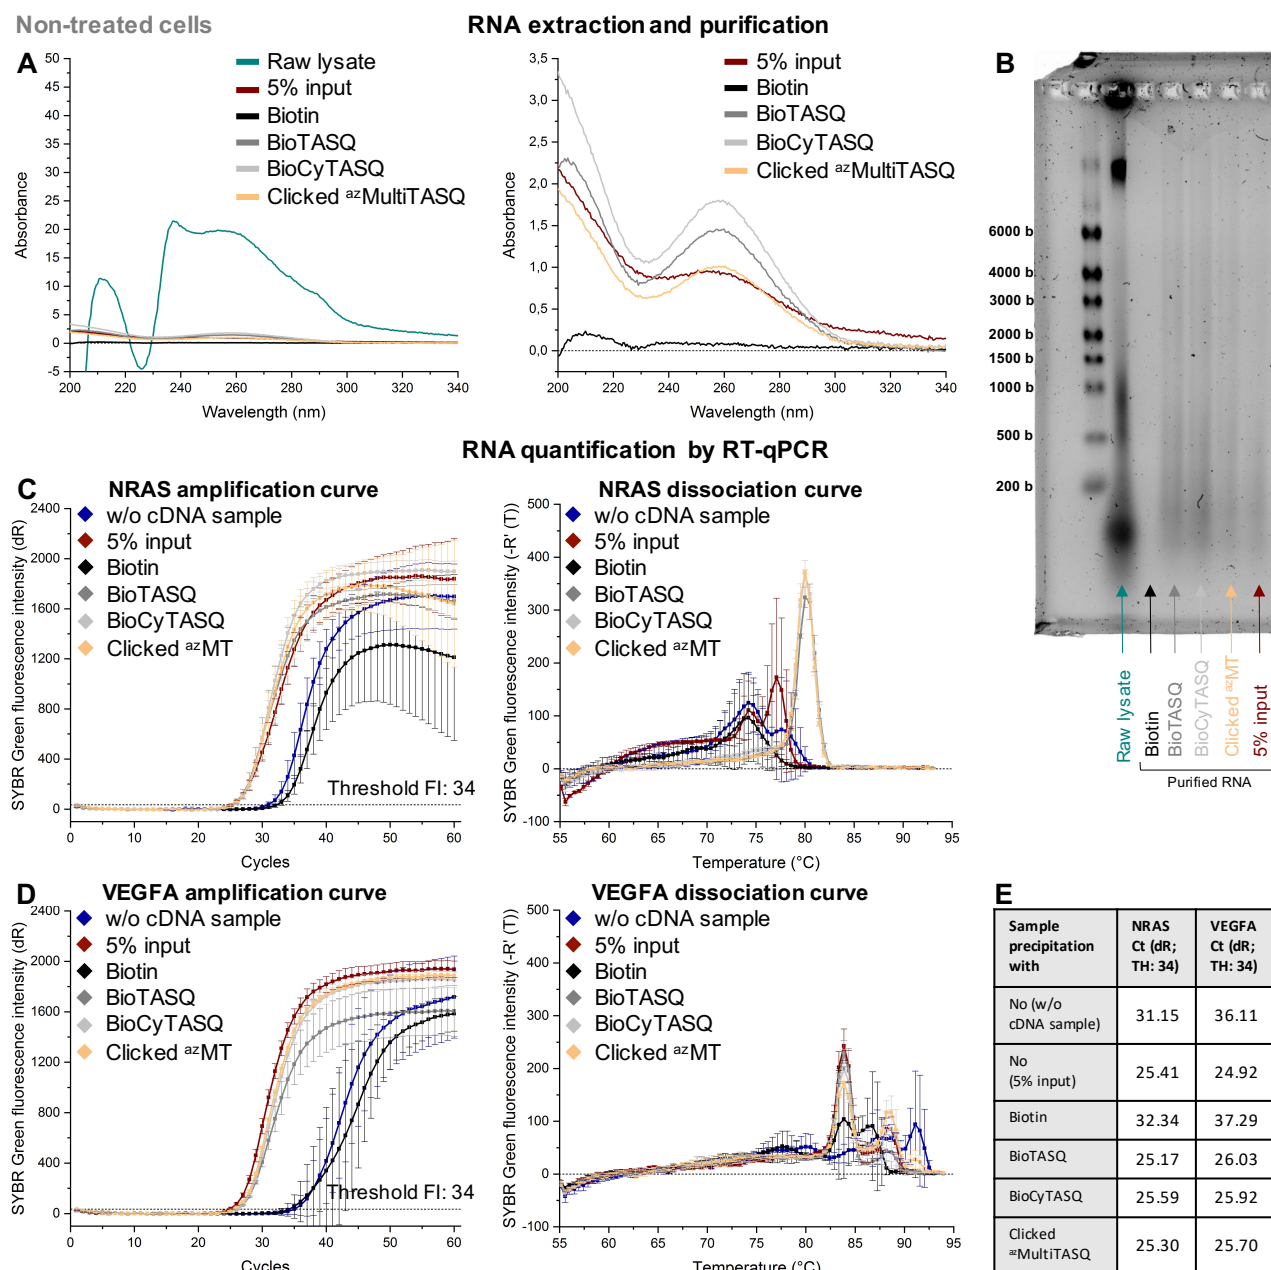 Non-treated cells
RNA extraction and purification
A
50
45
40
35
30
25
20
15
10
5
0
-5
Absorbance
200 220 240 260 280 300 320 340
Wavelength (nm)
Raw lysate
5% input
Biotin
BioTASQ
BioCyTASQ
Clicked azMultiTASQ
3,5
3,0
2,5
2,0
1,5
1,0
0,5
0,0
Absorbance
200 220 240 260 280 300 320 340
Wavelength (nm)
5% input
Biotin
BioTASQ
BioCyTASQ
Clicked azMultiTASQ
B
6000 b
4000 b
3000 b
2000 b
1500 b
1000 b
500 b
200 b
Raw lysate
Biotin
BioTASQ
BioCyTASQ
Clicked azMT
5% input
Purified RNA
RNA quantification by RT-qPCR
C
NRAS amplification curve
2400
2000
1600
1200
800
400
0
SYBR Green fluorescence intensity (dR)
w/o cDNA sample
5% input
Biotin
BioTASQ
BioCyTASQ
Clicked azMT
Threshold FI: 34
0 10 20 30 40 50 60
Cycles
NRAS dissociation curve
500
400
300
200
100
0
-100
SYBR Green fluorescence intensity (-R' (T))
w/o cDNA sample
5% input
Biotin
BioTASQ
BioCyTASQ
Clicked azMT
55 60 65 70 75 80 85 90 95
Temperature (°C)
D
VEGFA amplification curve
2400
2000
1600
1200
800
400
0
SYBR Green fluorescence intensity (dR)
w/o cDNA sample
5% input
Biotin
BioTASQ
BioCyTASQ
Clicked azMT
Threshold FI: 34
0 10 20 30 40 50 60
Cycles
VEGFA dissociation curve
500
400
300
200
100
0
-100
SYBR Green fluorescence intensity (-R' (T))
w/o cDNA sample
5% input
Biotin
BioTASQ
BioCyTASQ
Clicked azMT
55 60 65 70 75 80 85 90 95
Temperature (°C)
E
Sample precipitation with NRAS Ct (dR; TH: 34) VEGFA Ct (dR; TH: 34)
No (w/o cDNA sample) 31.15 36.11
No (5% input) 25.41 24.92
Biotin 32.34 37.29
BioTASQ 25.17 26.03
BioCyTASQ 25.59 25.92
Clicked azMultiTASQ 25.30 25.70